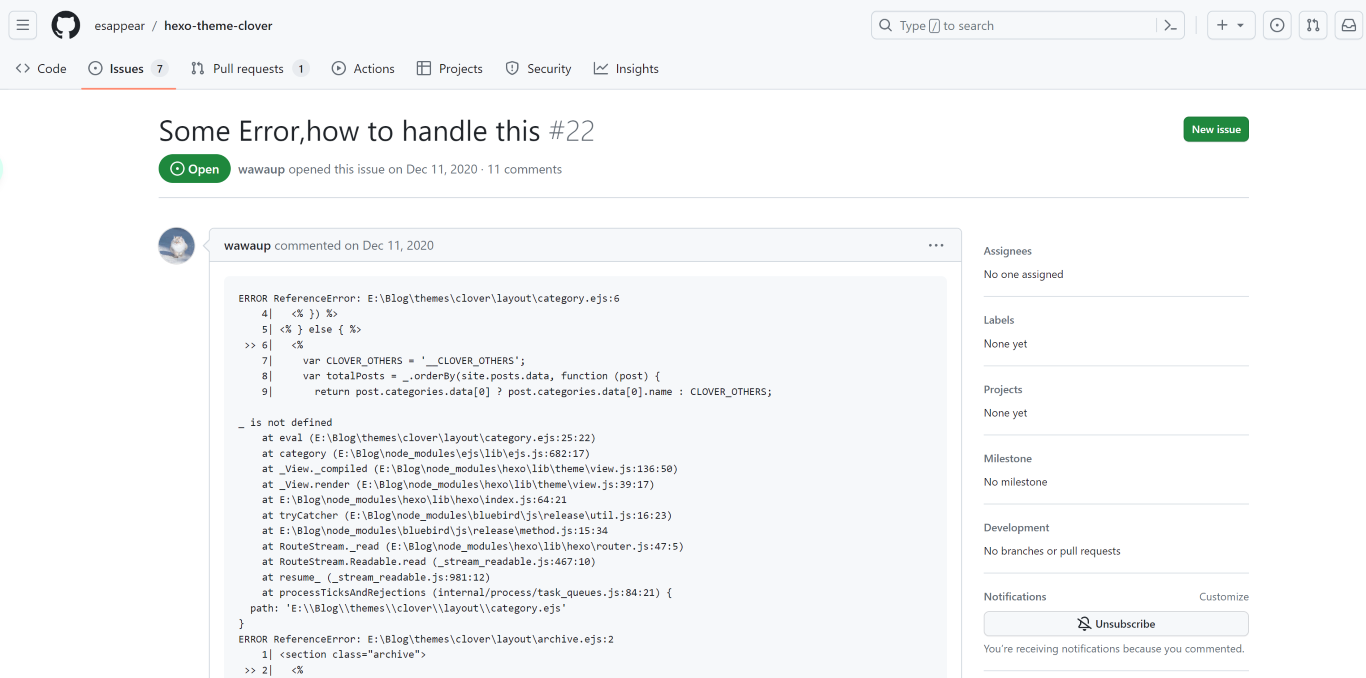 esappear / hexo-theme-clover
Type / to search
Code
Issues 7
Pull requests 1
Actions
Projects
Security
Insights
Some Error,how to handle this #22
New issue
Open
wawaup opened this issue on Dec 11, 2020 · 11 comments
wawaup commented on Dec 11, 2020
ERROR ReferenceError: E:\Blog\themes\clover\layout\category.ejs:6
    4|   <% }) %>
    5| <% } else { %>
 >> 6|   <%
    7|     var CLOVER_OTHERS = '__CLOVER_OTHERS';
    8|     var totalPosts = _.orderBy(site.posts.data, function (post) {
    9|       return post.categories.data[0] ? post.categories.data[0].name : CLOVER_OTHERS;
_ is not defined
    at eval (E:\Blog\themes\clover\layout\category.ejs:25:22)
    at category (E:\Blog\node_modules\ejs\lib\ejs.js:682:17)
    at _View._compiled (E:\Blog\node_modules\hexo\lib\theme\view.js:136:50)
    at _View.render (E:\Blog\node_modules\hexo\lib\theme\view.js:39:17)
    at E:\Blog\node_modules\hexo\lib\hexo\index.js:64:21
    at tryCatcher (E:\Blog\node_modules\bluebird\js\release\util.js:16:23)
    at E:\Blog\node_modules\bluebird\js\release\method.js:15:34
    at RouteStream._read (E:\Blog\node_modules\hexo\lib\hexo\router.js:47:5)
    at RouteStream.Readable.read (_stream_readable.js:467:10)
    at resume_ (_stream_readable.js:981:12)
    at processTicksAndRejections (internal/process/task_queues.js:84:21) {
  path: 'E:\\Blog\\themes\\clover\\layout\\category.ejs'
}
ERROR ReferenceError: E:\Blog\themes\clover\layout\archive.ejs:2
    1| <section class="archive">
 >> 2|   <%
Assignees
No one assigned
Labels
None yet
Projects
None yet
Milestone
No milestone
Development
No branches or pull requests
Notifications
Customize
Unsubscribe
You're receiving notifications because you commented.